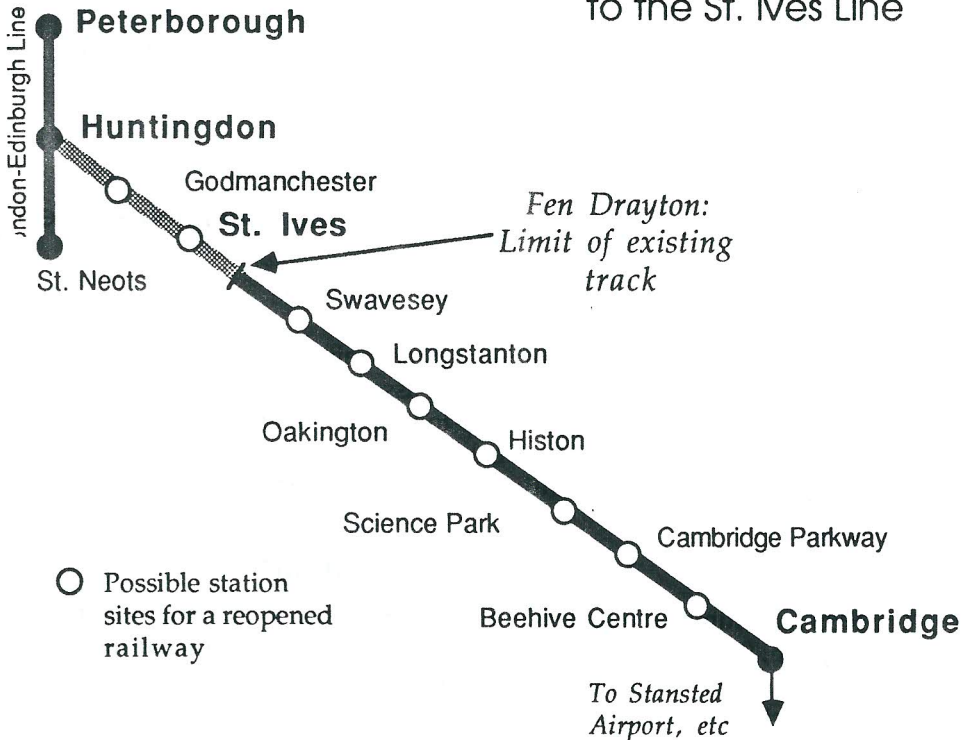 to the St. Ives Line
ndon-Edinburgh Line
Peterborough
Huntingdon
Godmanchester
St. Ives
St. Neots
Fen Drayton:
Limit of existing
track
Swavesey
Longstanton
Oakington
Histon
Science Park
Cambridge Parkway
Possible station
sites for a reopened
railway
Beehive Centre
Cambridge
To Stansted
Airport, etc